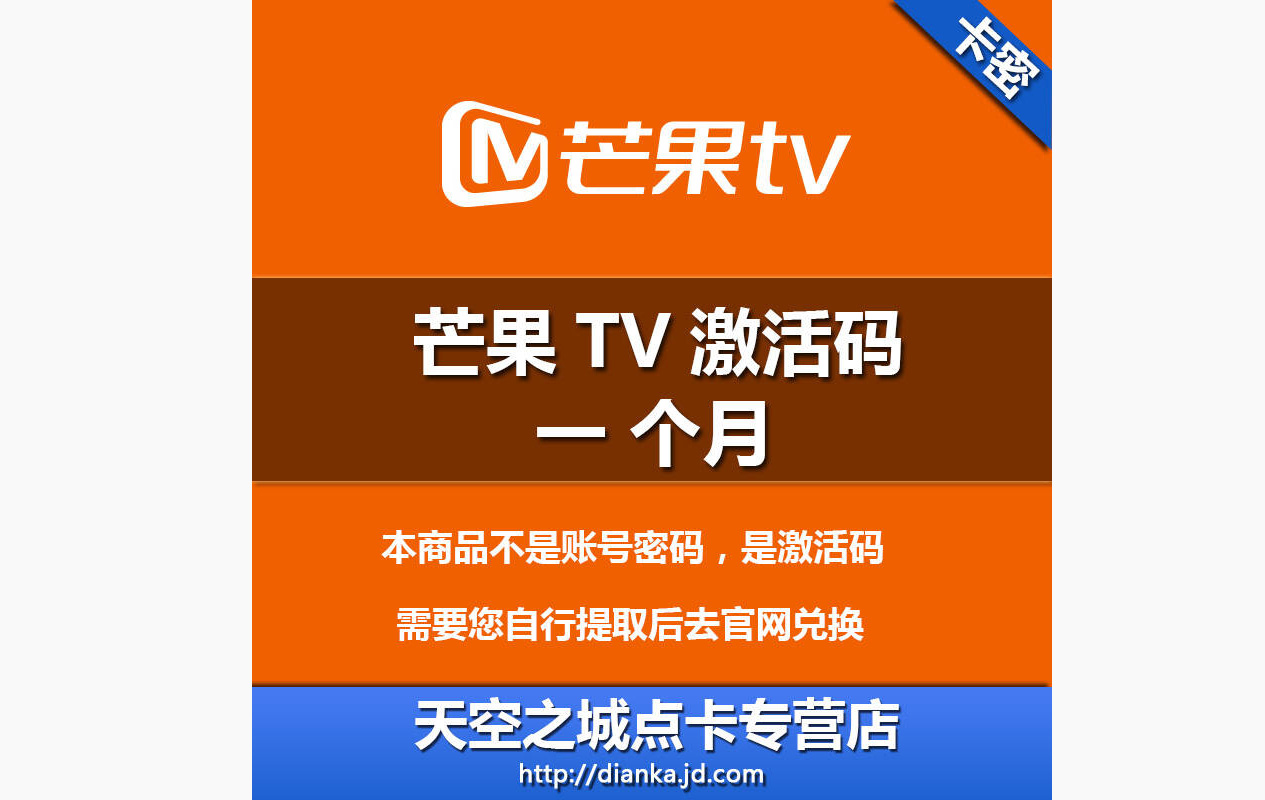 卡密
芒果tv
芒果 TV 激活码
一 个月
本商品不是账号密码，是激活码
需要您自行提取后去官网兑换
天空之城点卡专营店
http://dianka.jd.com